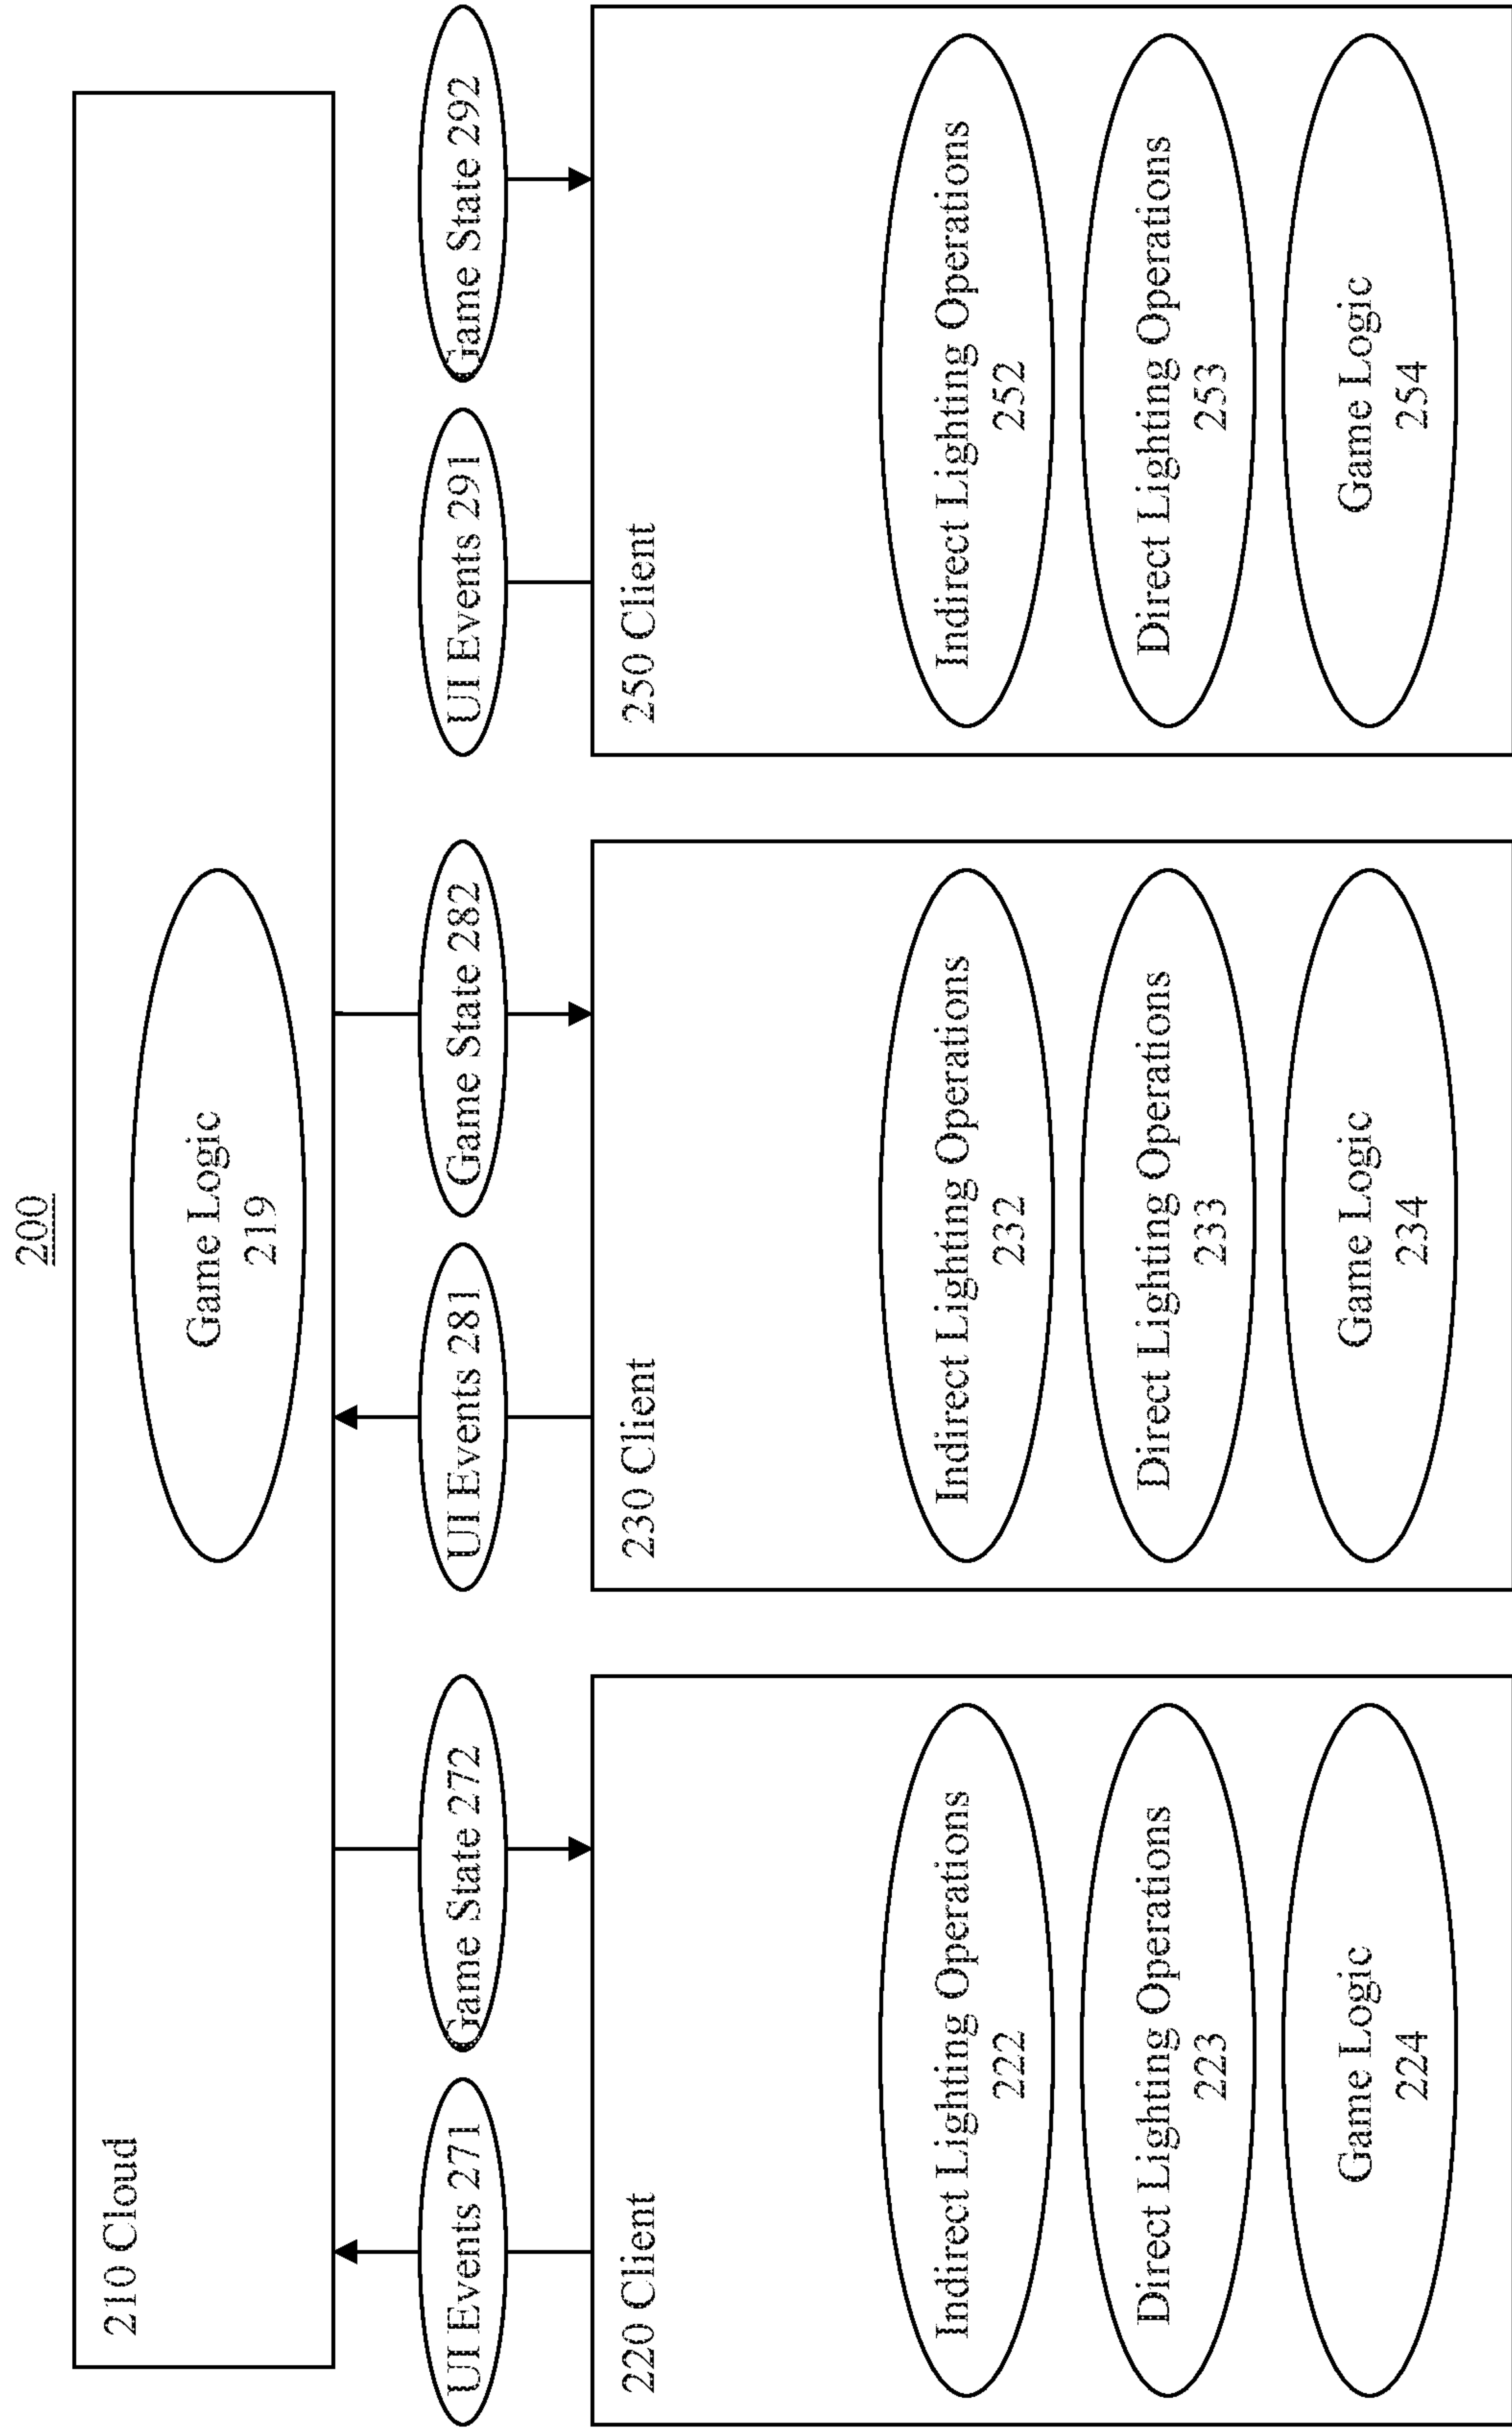 200
210 Cloud
Game Logic
219
UI Events 271
Game State 272
UI Events 281
Game State 282
UI Events 291
Game State 292
220 Client
Indirect Lighting Operations
222
Direct Lighting Operations
223
Game Logic
224
230 Client
Indirect Lighting Operations
232
Direct Lighting Operations
233
Game Logic
234
250 Client
Indirect Lighting Operations
252
Direct Lighting Operations
253
Game Logic
254